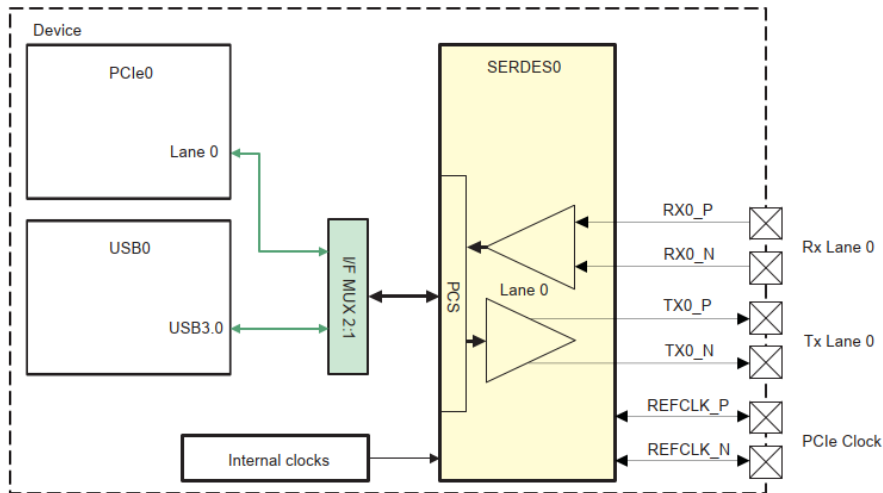 Device
PCIe0
Lane 0
USB0
USB3.0
I/F MUX 2:1
Internal clocks
SERDES0
PCS
Lane 0
RX0_P
RX0_N
TX0_P
TX0_N
REFCLK_P
REFCLK_N
Rx Lane 0
Tx Lane 0
PCIe Clock